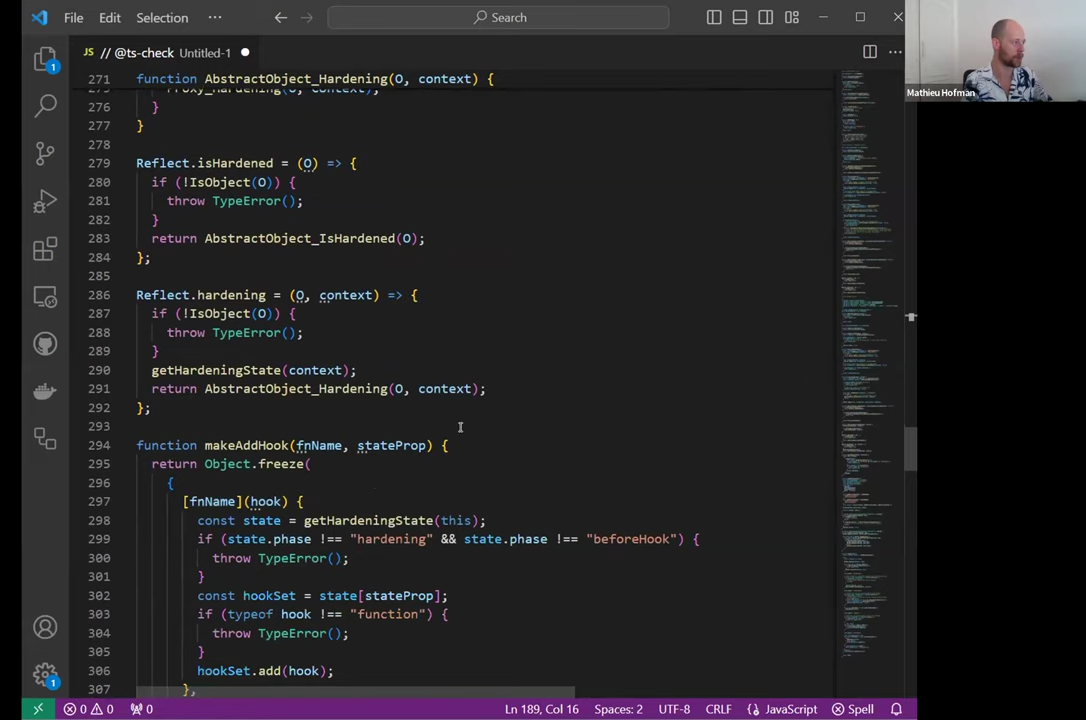 File Edit Selection ··· Search
JS // @ts-check Untitled-1
271 function AbstractObject_Hardening(O, context) {
Proxy_Hardening(O, context);
276 }
277 }
278
279 Reflect.isHardened = (O) => {
280 if (!IsObject(O)) {
281 throw TypeError();
282 }
283 return AbstractObject_IsHardened(O);
284 };
285
286 Reflect.hardening = (O, context) => {
287 if (!IsObject(O)) {
288 throw TypeError();
289 }
290 getHardeningState(context);
291 return AbstractObject_Hardening(O, context);
292 };
293
294 function makeAddHook(fnName, stateProp) {
295 return Object.freeze(
296 {
297 [fnName](hook) {
298 const state = getHardeningState(this);
299 if (state.phase !== "hardening" && state.phase !== "beforeHook") {
300 throw TypeError();
301 }
302 const hookSet = state[stateProp];
303 if (typeof hook !== "function") {
304 throw TypeError();
305 }
306 hookSet.add(hook);
307 },
1
1
0 0 0 Ln 189, Col 16 Spaces: 2 UTF-8 CRLF {} JavaScript Spell
Mathieu Hofman